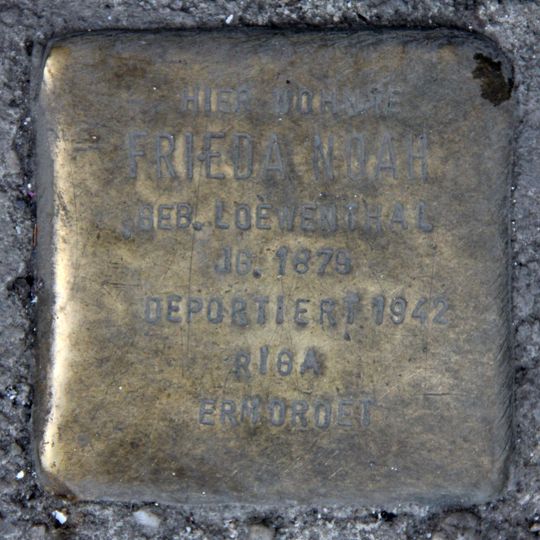 HIER WOHNTE
FRIEDA NOAH
GEB. LOEWENTHAL
JG. 1879
DEPORTIERT 1942
RIGA
ERMORDET